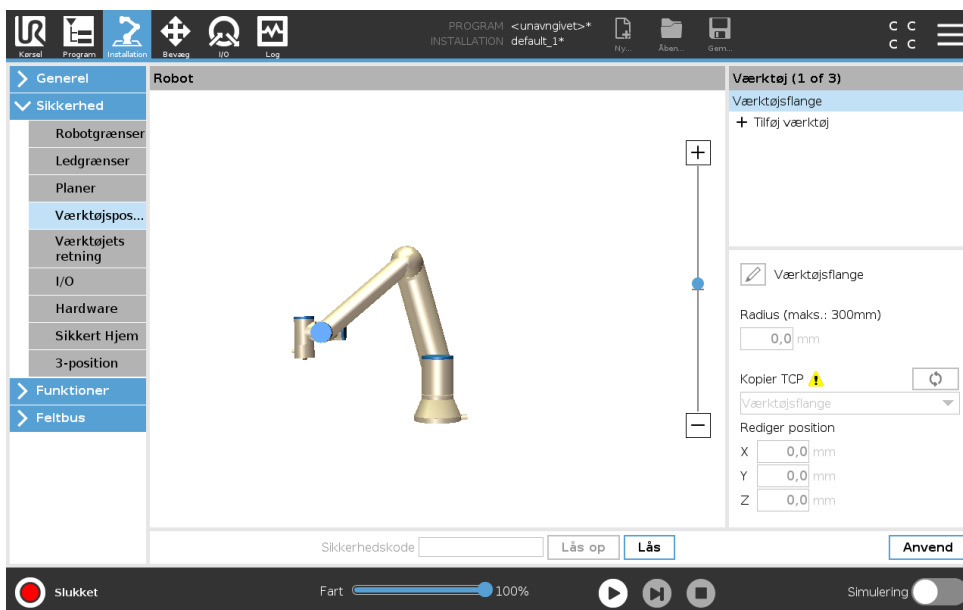 UR
PROGRAM <unavngivet>*
INSTALLATION default_1*
C C
C C
Kørsel Program Installation Bevæg I/O Log Ny... Åben... Gem...
Generel
Sikkerhed
Robotgrænser
Ledgrænser
Planer
Værktøjspos...
Værktøjets
retning
I/O
Hardware
Sikkert Hjem
3-position
Funktioner
Feltbus
Robot
Værktøj (1 of 3)
Værktøjsflange
+ Tilføj værktøj
Værktøjsflange
Radius (maks.: 300mm)
0,0 mm
Kopier TCP
Værktøjsflange
Rediger position
X 0,0 mm
Y 0,0 mm
Z 0,0 mm
Sikkerhedskode Lås op Lås Anvend
Slukket Fart 100% Simulering